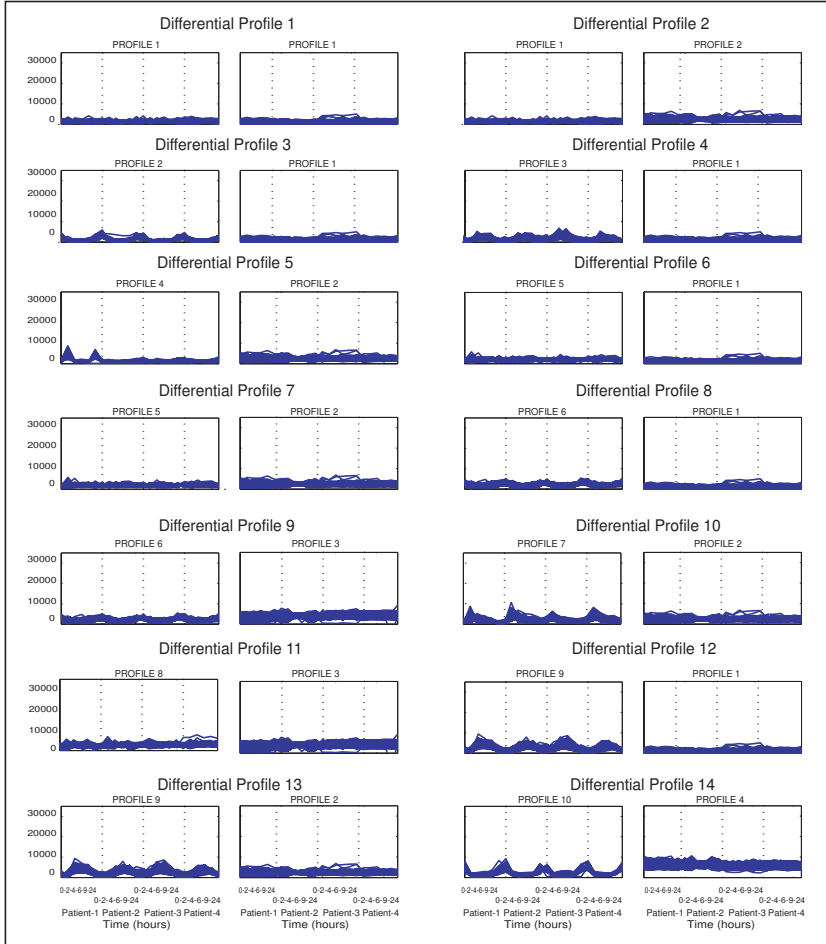 Differential Profile 1 Differential Profile 2
PROFILE 1 PROFILE 1 PROFILE 1 PROFILE 2
30000
20000
10000
0
Differential Profile 3 Differential Profile 4
PROFILE 2 PROFILE 1 PROFILE 3 PROFILE 1
30000
20000
10000
0
Differential Profile 5 Differential Profile 6
PROFILE 4 PROFILE 2 PROFILE 5 PROFILE 1
30000
20000
10000
0
Differential Profile 7 Differential Profile 8
PROFILE 5 PROFILE 2 PROFILE 6 PROFILE 1
30000
20000
10000
0
Differential Profile 9 Differential Profile 10
PROFILE 6 PROFILE 3 PROFILE 7 PROFILE 2
30000
20000
10000
0
Differential Profile 11 Differential Profile 12
PROFILE 8 PROFILE 3 PROFILE 9 PROFILE 1
30000
20000
10000
0
Differential Profile 13 Differential Profile 14
PROFILE 9 PROFILE 2 PROFILE 10 PROFILE 4
30000
20000
10000
0
0-2-4-6-9-24 0-2-4-6-9-24 0-2-4-6-9-24 0-2-4-6-9-24 0-2-4-6-9-24 0-2-4-6-9-24 0-2-4-6-9-24 0-2-4-6-9-24
0-2-4-6-9-24 0-2-4-6-9-24 0-2-4-6-9-24 0-2-4-6-9-24 0-2-4-6-9-24 0-2-4-6-9-24 0-2-4-6-9-24 0-2-4-6-9-24
Patient-1 Patient-2 Patient-3 Patient-4 Patient-1 Patient-2 Patient-3 Patient-4 Patient-1 Patient-2 Patient-3 Patient-4 Patient-1 Patient-2 Patient-3 Patient-4
Time (hours) Time (hours) Time (hours) Time (hours)